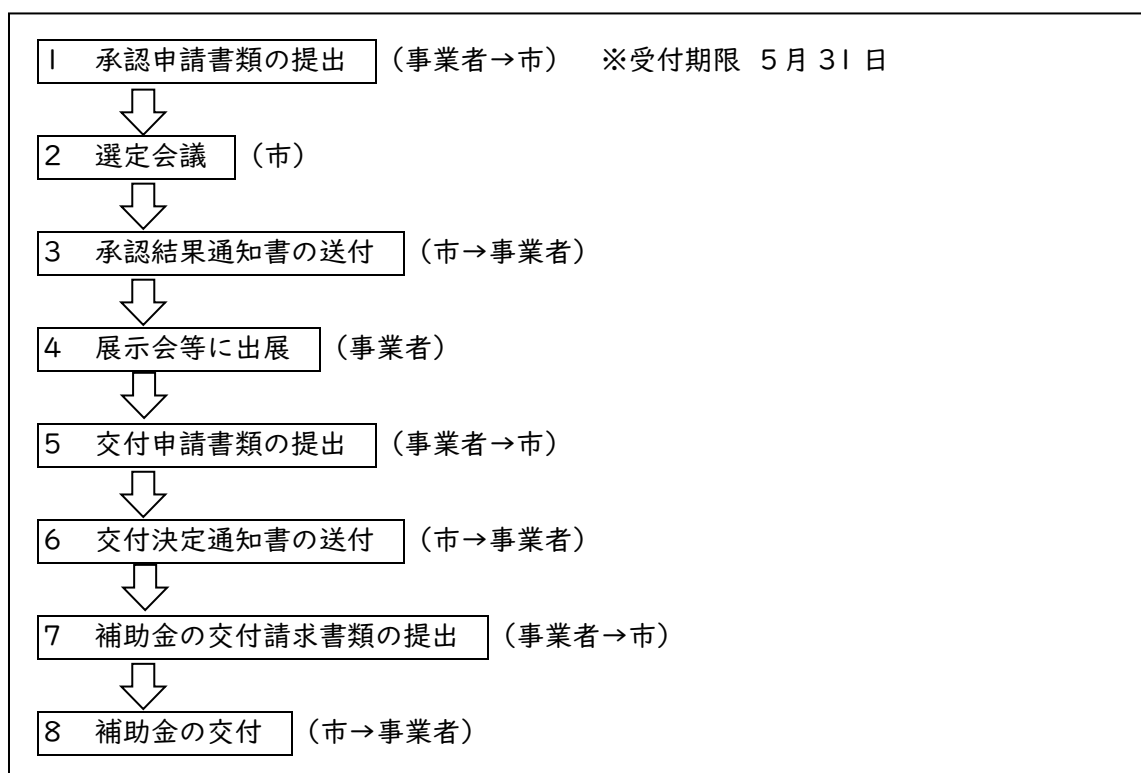 1 承認申請書類の提出 (事業者→市) ※受付期限 5月31日
2 選定会議 (市)
3 承認結果通知書の送付 (市→事業者)
4 展示会等に出展 (事業者)
5 交付申請書類の提出 (事業者→市)
6 交付決定通知書の送付 (市→事業者)
7 補助金の交付請求書類の提出 (事業者→市)
8 補助金の交付 (市→事業者)